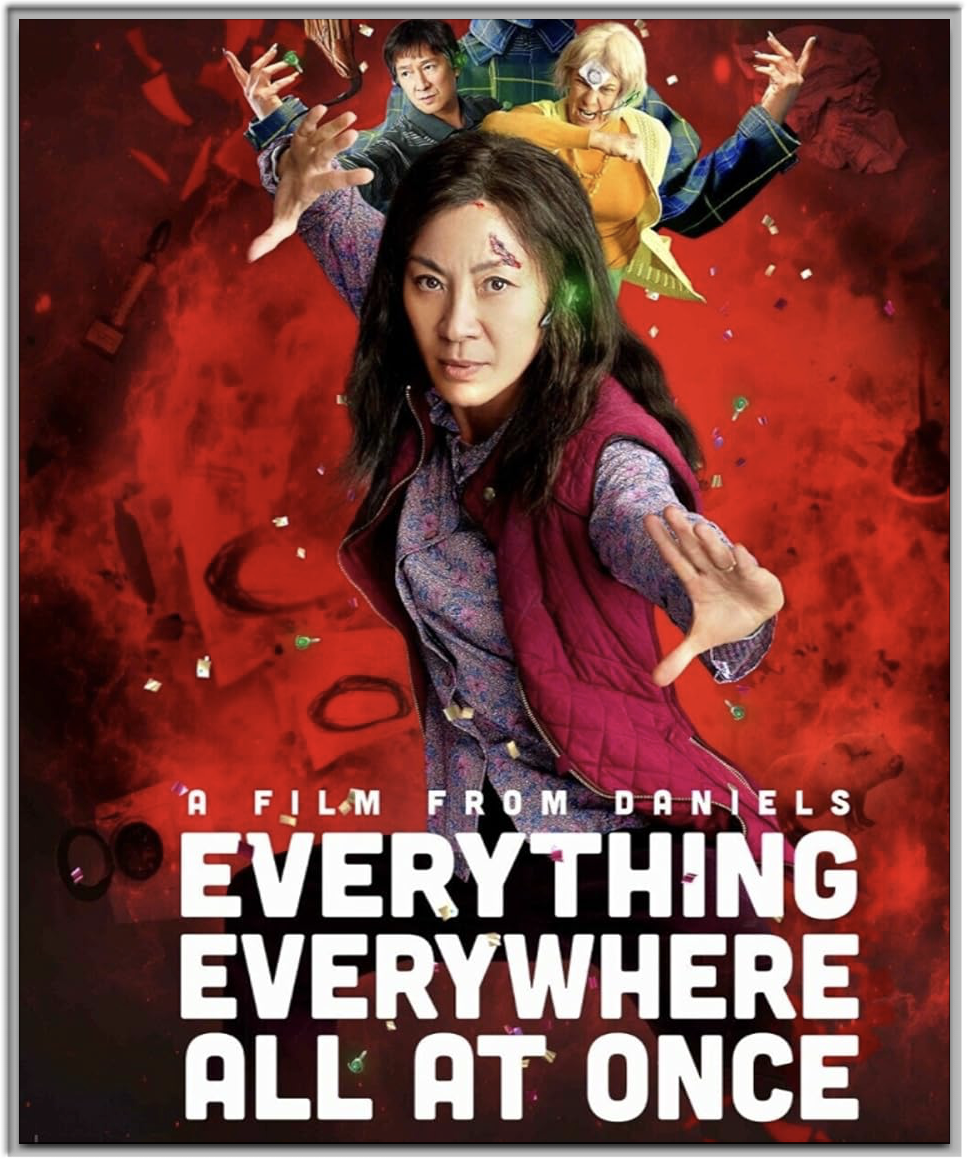 A FILM FROM DANIELS
EVERYTHING
EVERYWHERE
ALL AT ONCE